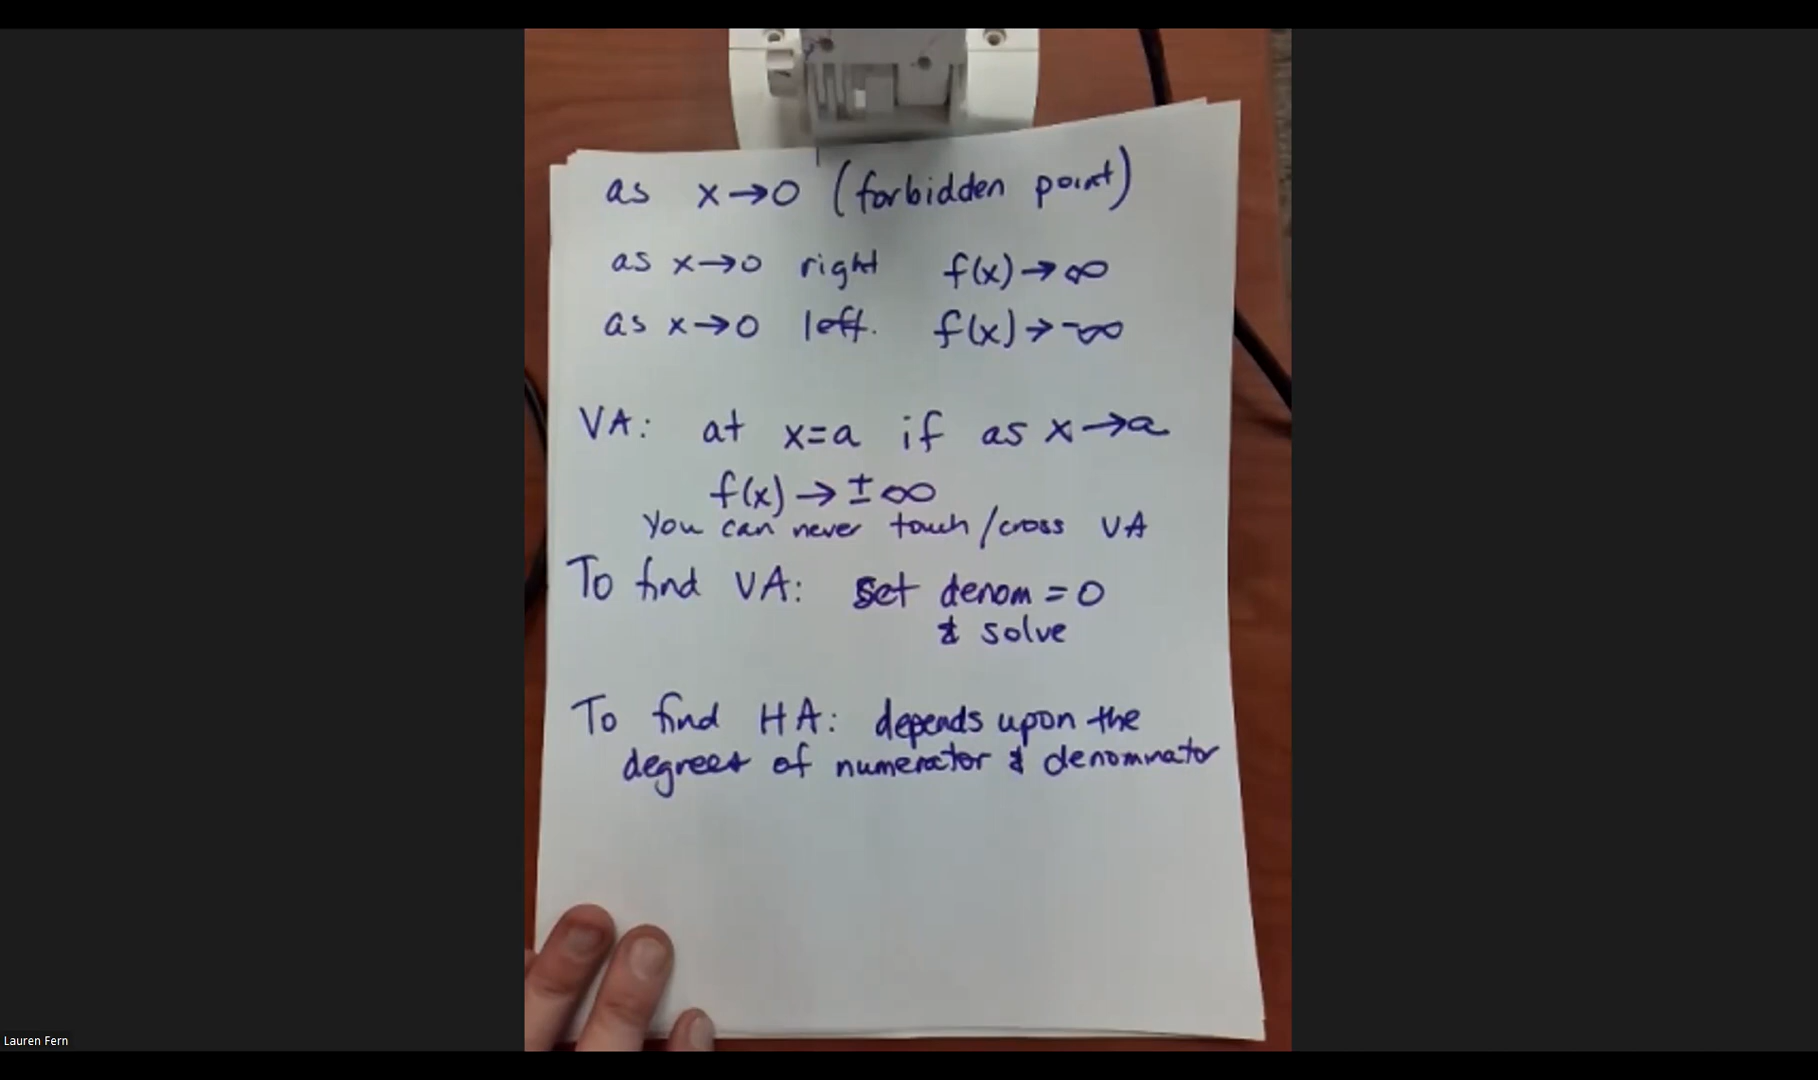 as x→0 (forbidden point)
as x→0 right f(x)→∞
as x→0 left. f(x)→-∞
VA: at x=a if as x→a
f(x)→±∞
You can never touch/cross VA
To find VA: set denom = 0
& solve
To find HA: depends upon the
degrees of numerator & denominator
Lauren Fern